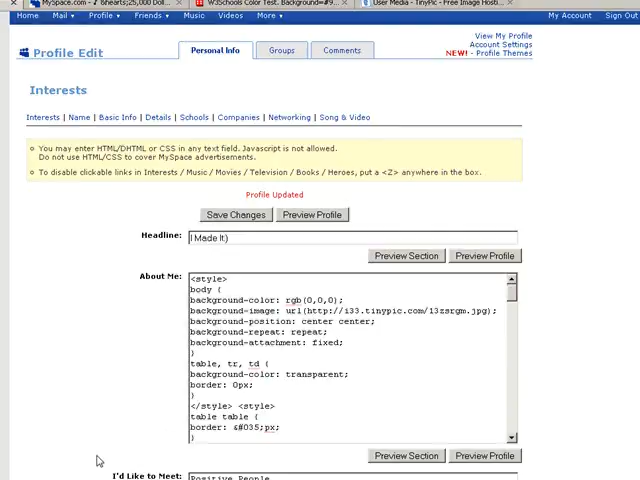 MySpace.com - ♪ &hearts;25,000 Doll...
W3Schools Color Test. Background=#9...
User Media - TinyPic - Free Image Hosti...
Home Mail Profile Friends Music Videos More My Account Sign Out
View My Profile
Account Settings
NEW! - Profile Themes
Profile Edit
Personal Info Groups Comments
Interests
Interests | Name | Basic Info | Details | Schools | Companies | Networking | Song & Video
You may enter HTML/DHTML or CSS in any text field. Javascript is not allowed.
Do not use HTML/CSS to cover MySpace advertisements.
To disable clickable links in Interests / Music / Movies / Television / Books / Heroes, put a <Z> anywhere in the box.
Profile Updated
Save Changes Preview Profile
Headline: I Made It:)
Preview Section Preview Profile
About Me: <style>
body {
background-color: rgb(0,0,0);
background-image: url(http://i33.tinypic.com/13zsrgm.jpg);
background-position: center center;
background-repeat: repeat;
background-attachment: fixed;
}
table, tr, td {
background-color: transparent;
border: 0px;
}
</style> <style>
table table {
border: &#035;px;
}
Preview Section Preview Profile
I'd Like to Meet: Positive People